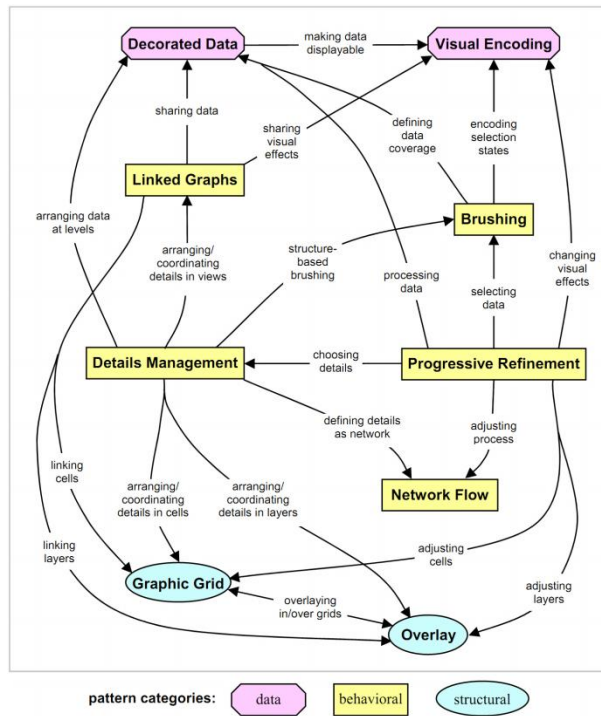 Decorated Data
making data
displayable
Visual Encoding
sharing data
sharing
visual
effects
defining
data
coverage
encoding
selection
states
Linked Graphs
Brushing
arranging data
at levels
arranging/
coordinating
details in views
structure-
based
brushing
processing
data
selecting
data
changing
visual
effects
Details Management
choosing
details
Progressive Refinement
defining details
as network
adjusting
process
linking
cells
arranging/
coordinating
details in cells
arranging/
coordinating
details in layers
Network Flow
linking
layers
adjusting
cells
adjusting
layers
Graphic Grid
overlaying
in/over grids
Overlay
pattern categories: data behavioral structural